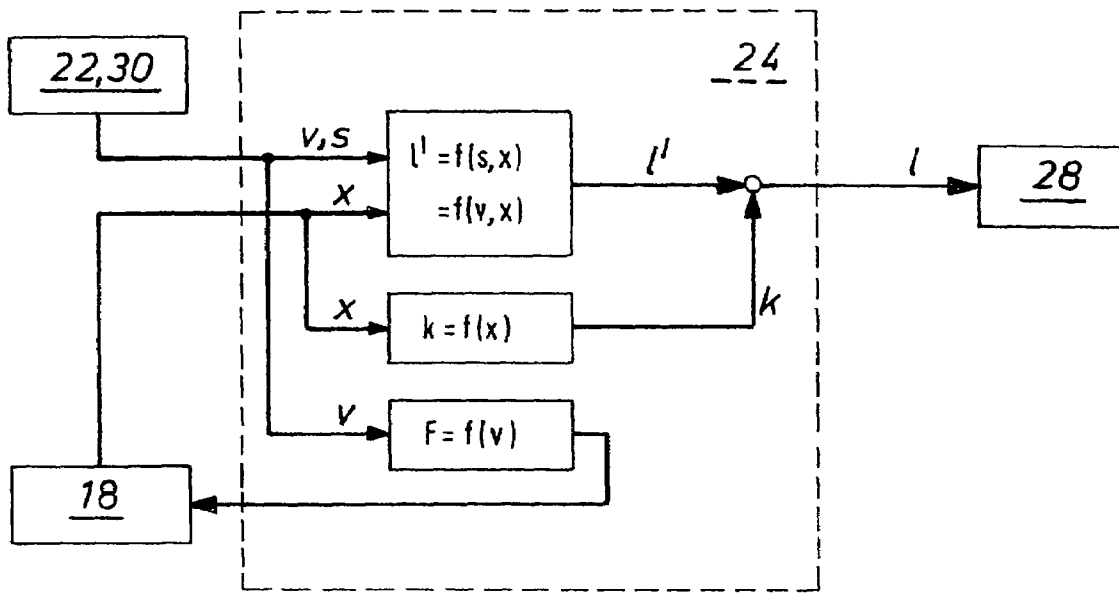 22,30
24
v,s
l' = f(s,x)
= f(v,x)
x
l'
l
28
x
k = f(x)
k
v
F = f(v)
18